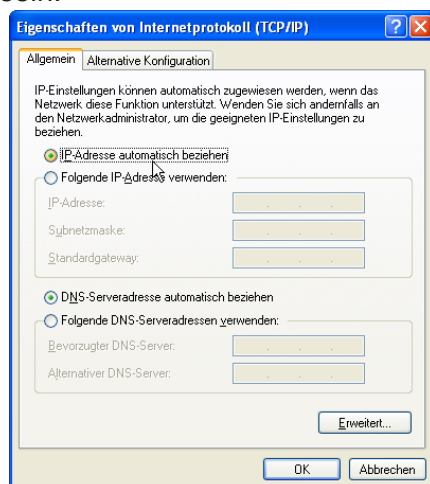 Eigenschaften von Internetprotokoll (TCP/IP)
Allgemein Alternative Konfiguration
IP-Einstellungen können automatisch zugewiesen werden, wenn das
Netzwerk diese Funktion unterstützt. Wenden Sie sich andernfalls an
den Netzwerkadministrator, um die geeigneten IP-Einstellungen zu
beziehen.
IP-Adresse automatisch beziehen
Folgende IP-Adresse verwenden:
IP-Adresse:
Subnetzmaske:
Standardgateway:
DNS-Serveradresse automatisch beziehen
Folgende DNS-Serveradressen verwenden:
Bevorzugter DNS-Server:
Alternativer DNS-Server:
Erweitert...
OK Abbrechen